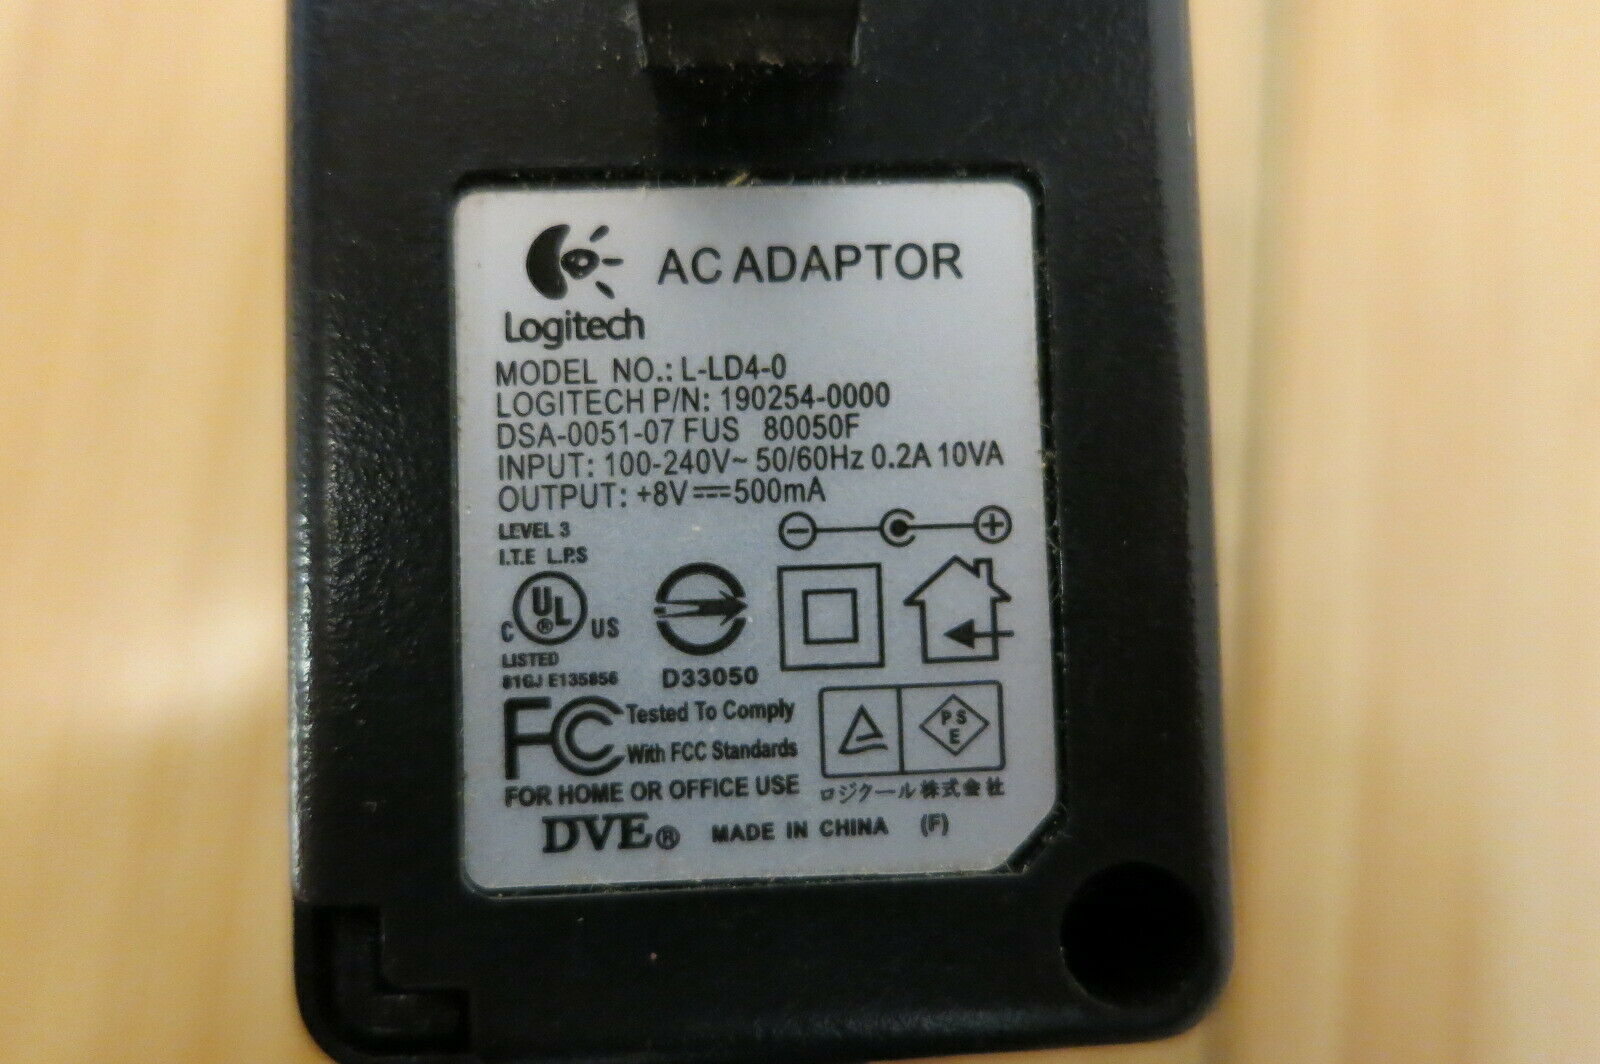 AC ADAPTOR
Logitech
MODEL NO.: L-LD4-0
LOGITECH P/N: 190254-0000
DSA-0051-07 FUS 80050F
INPUT: 100-240V~ 50/60Hz 0.2A 10VA
OUTPUT: +8V⎓500mA
LEVEL 3
I.T.E L.P.S
C UL ® US
LISTED
81GJ E135856
D33050
FC Tested To Comply
With FCC Standards
FOR HOME OR OFFICE USE
PS
E
ロジクール株式会社
DVE® MADE IN CHINA (F)